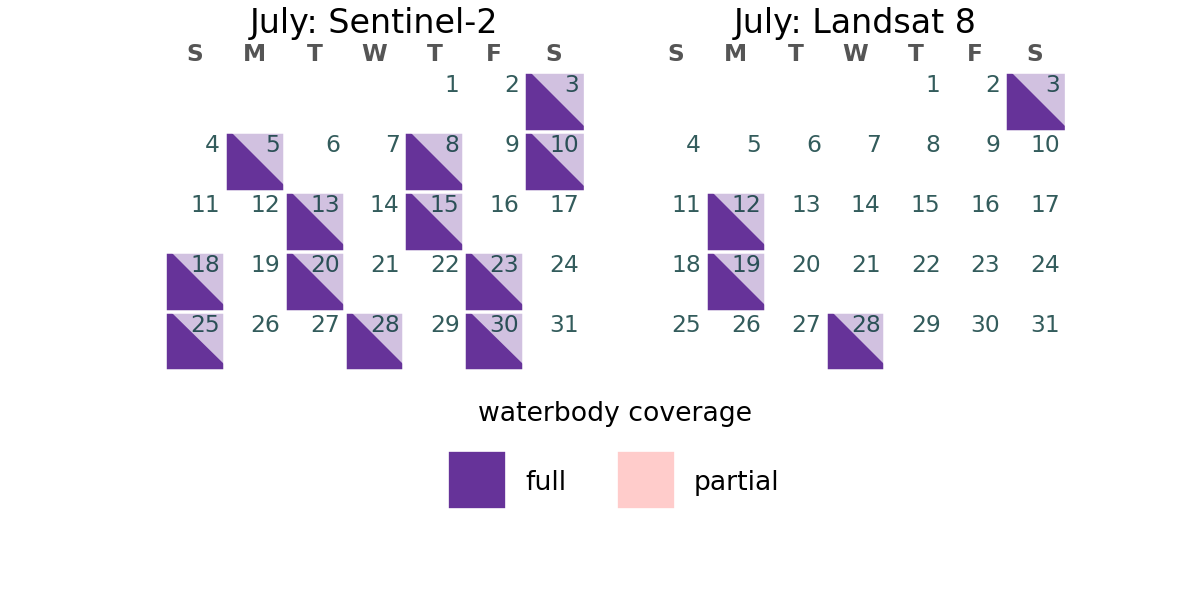 July: Sentinel-2
S M T W T F S
1 2 3
4 5 6 7 8 9 10
11 12 13 14 15 16 17
18 19 20 21 22 23 24
25 26 27 28 29 30 31
July: Landsat 8
S M T W T F S
1 2 3
4 5 6 7 8 9 10
11 12 13 14 15 16 17
18 19 20 21 22 23 24
25 26 27 28 29 30 31
waterbody coverage
full
partial